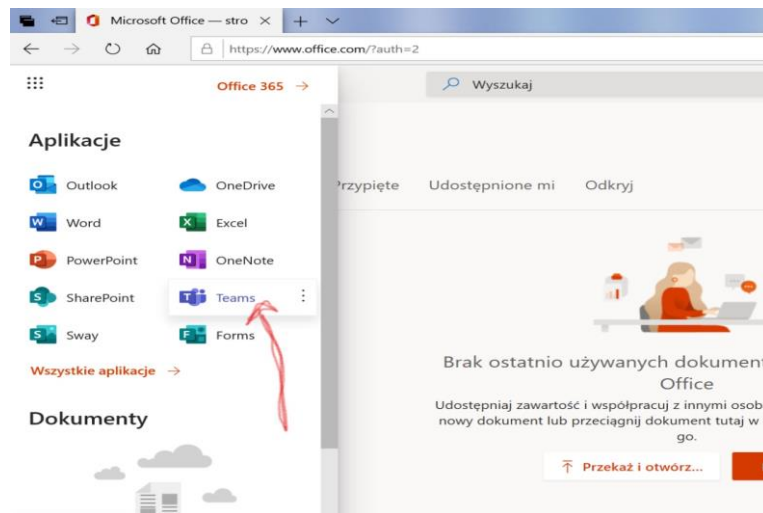 Microsoft Office — stro
https://www.office.com/?auth=2
Office 365 →
Wyszukaj
Aplikacje
Outlook
OneDrive
Word
Excel
PowerPoint
OneNote
SharePoint
Teams
Sway
Forms
Wszystkie aplikacje →
Dokumenty
Przypięte
Udostępnione mi
Odkryj
Brak ostatnio używanych dokument
Office
Udostępniaj zawartość i współpracuj z innymi osob
nowy dokument lub przeciągnij dokument tutaj w
go.
Przekaż i otwórz...